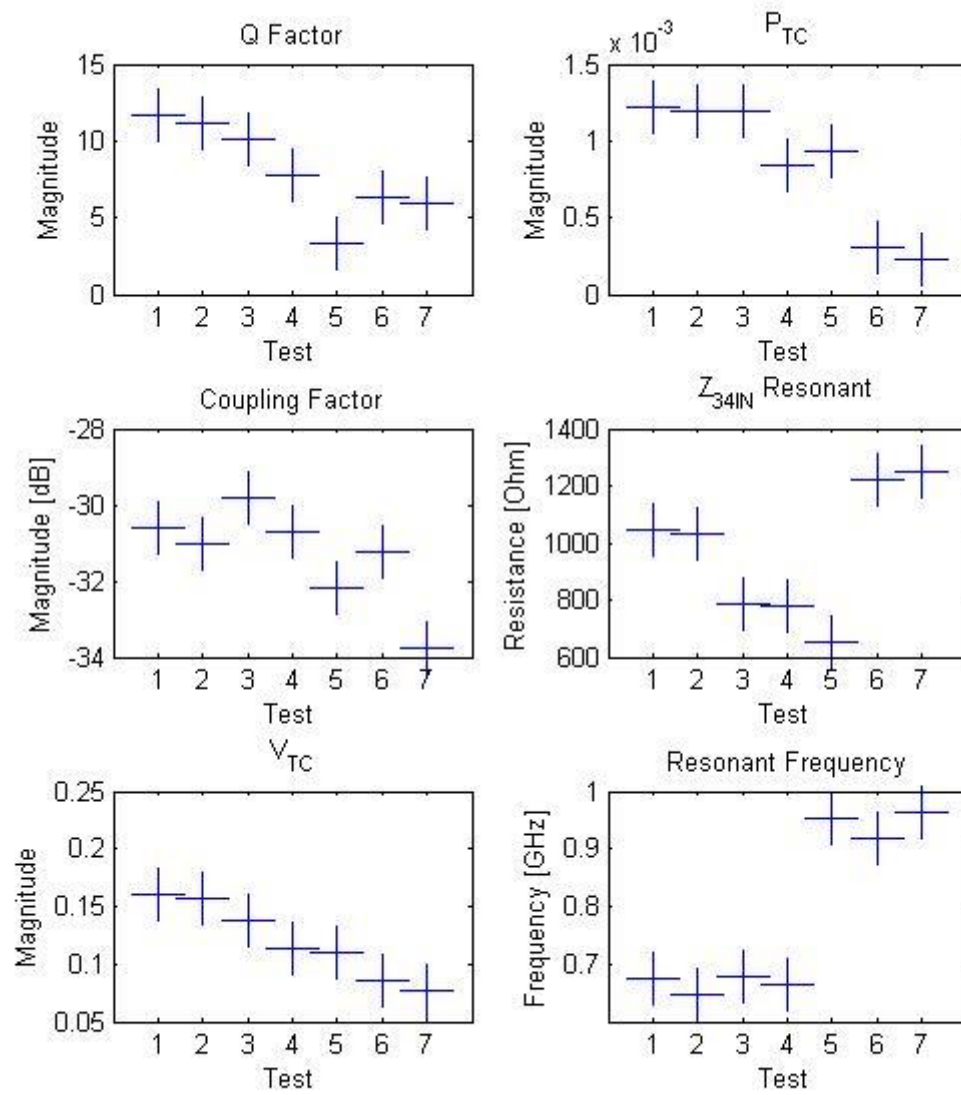 Q Factor
15
10
5
0
Magnitude
1 2 3 4 5 6 7
Test
P_TC
x 10^-3
1.5
1
0.5
0
Magnitude
1 2 3 4 5 6 7
Test
Coupling Factor
-28
-30
-32
-34
Magnitude [dB]
1 2 3 4 5 6 7
Test
Z_34IN Resonant
1400
1200
1000
800
600
Resistance [Ohm]
1 2 3 4 5 6 7
Test
V_TC
0.25
0.2
0.15
0.1
0.05
Magnitude
1 2 3 4 5 6 7
Test
Resonant Frequency
1
0.9
0.8
0.7
Frequency [GHz]
1 2 3 4 5 6 7
Test